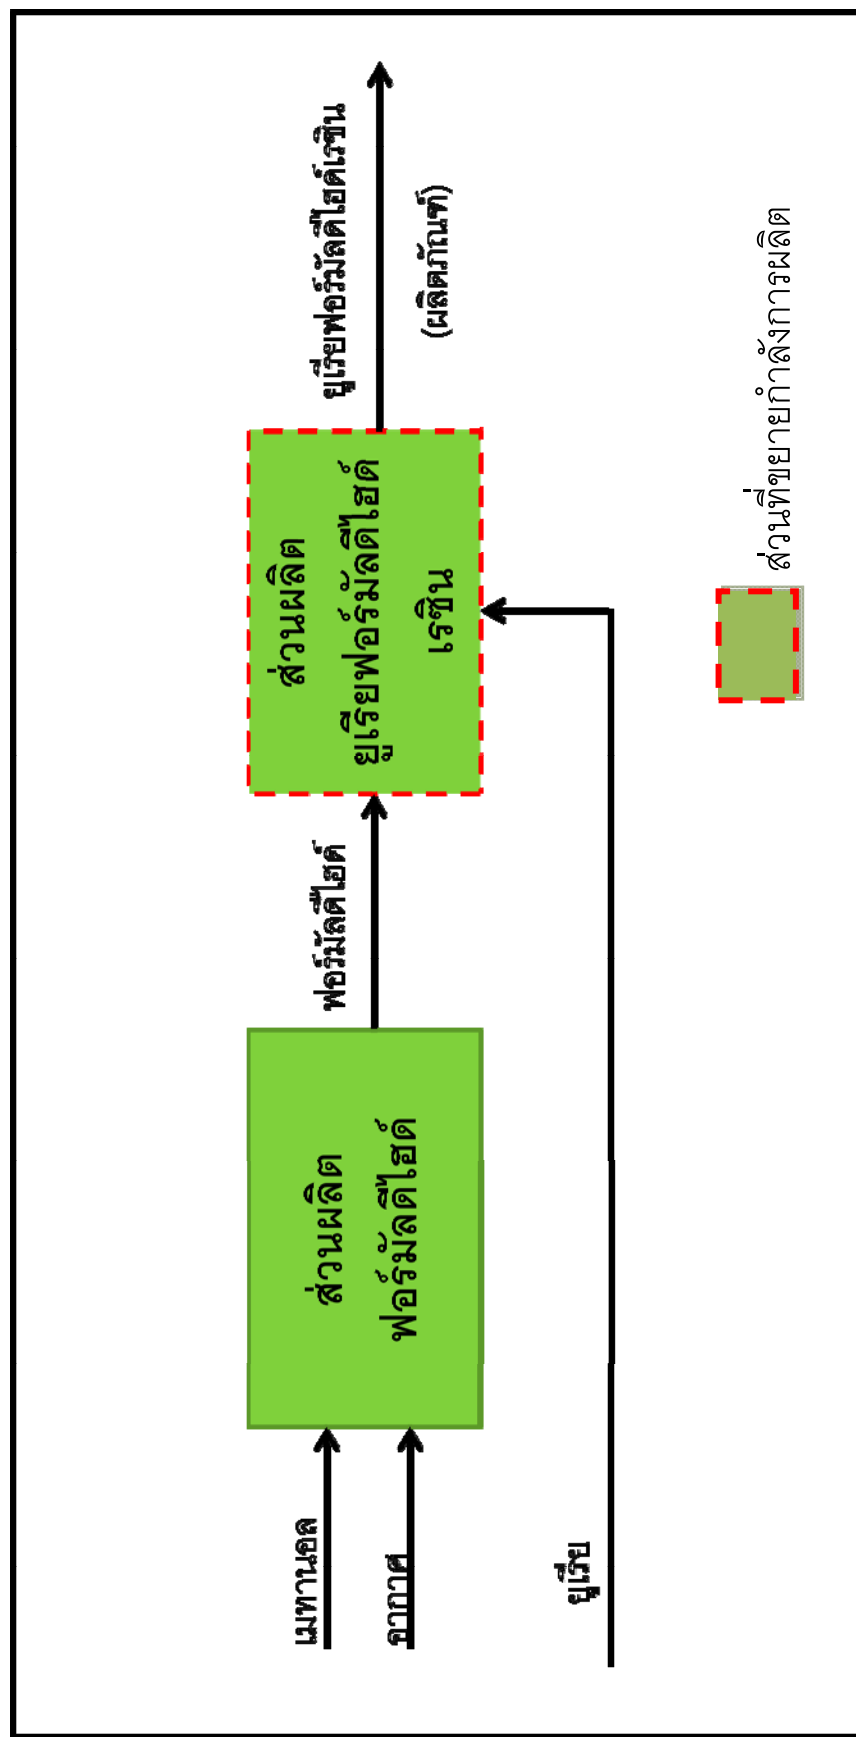 เมทานอล
อากาศ
ส่วนผลิต
ฟอร์มัลดีไฮด์
ฟอร์มัลดีไฮด์
ยูเรีย
ส่วนผลิต
ยูเรียฟอร์มัลดีไฮด์
เรซิน
ยูเรียฟอร์มัลดีไฮด์เรซิน
(ผลิตภัณฑ์)
ส่วนที่ขยายกำลังการผลิต